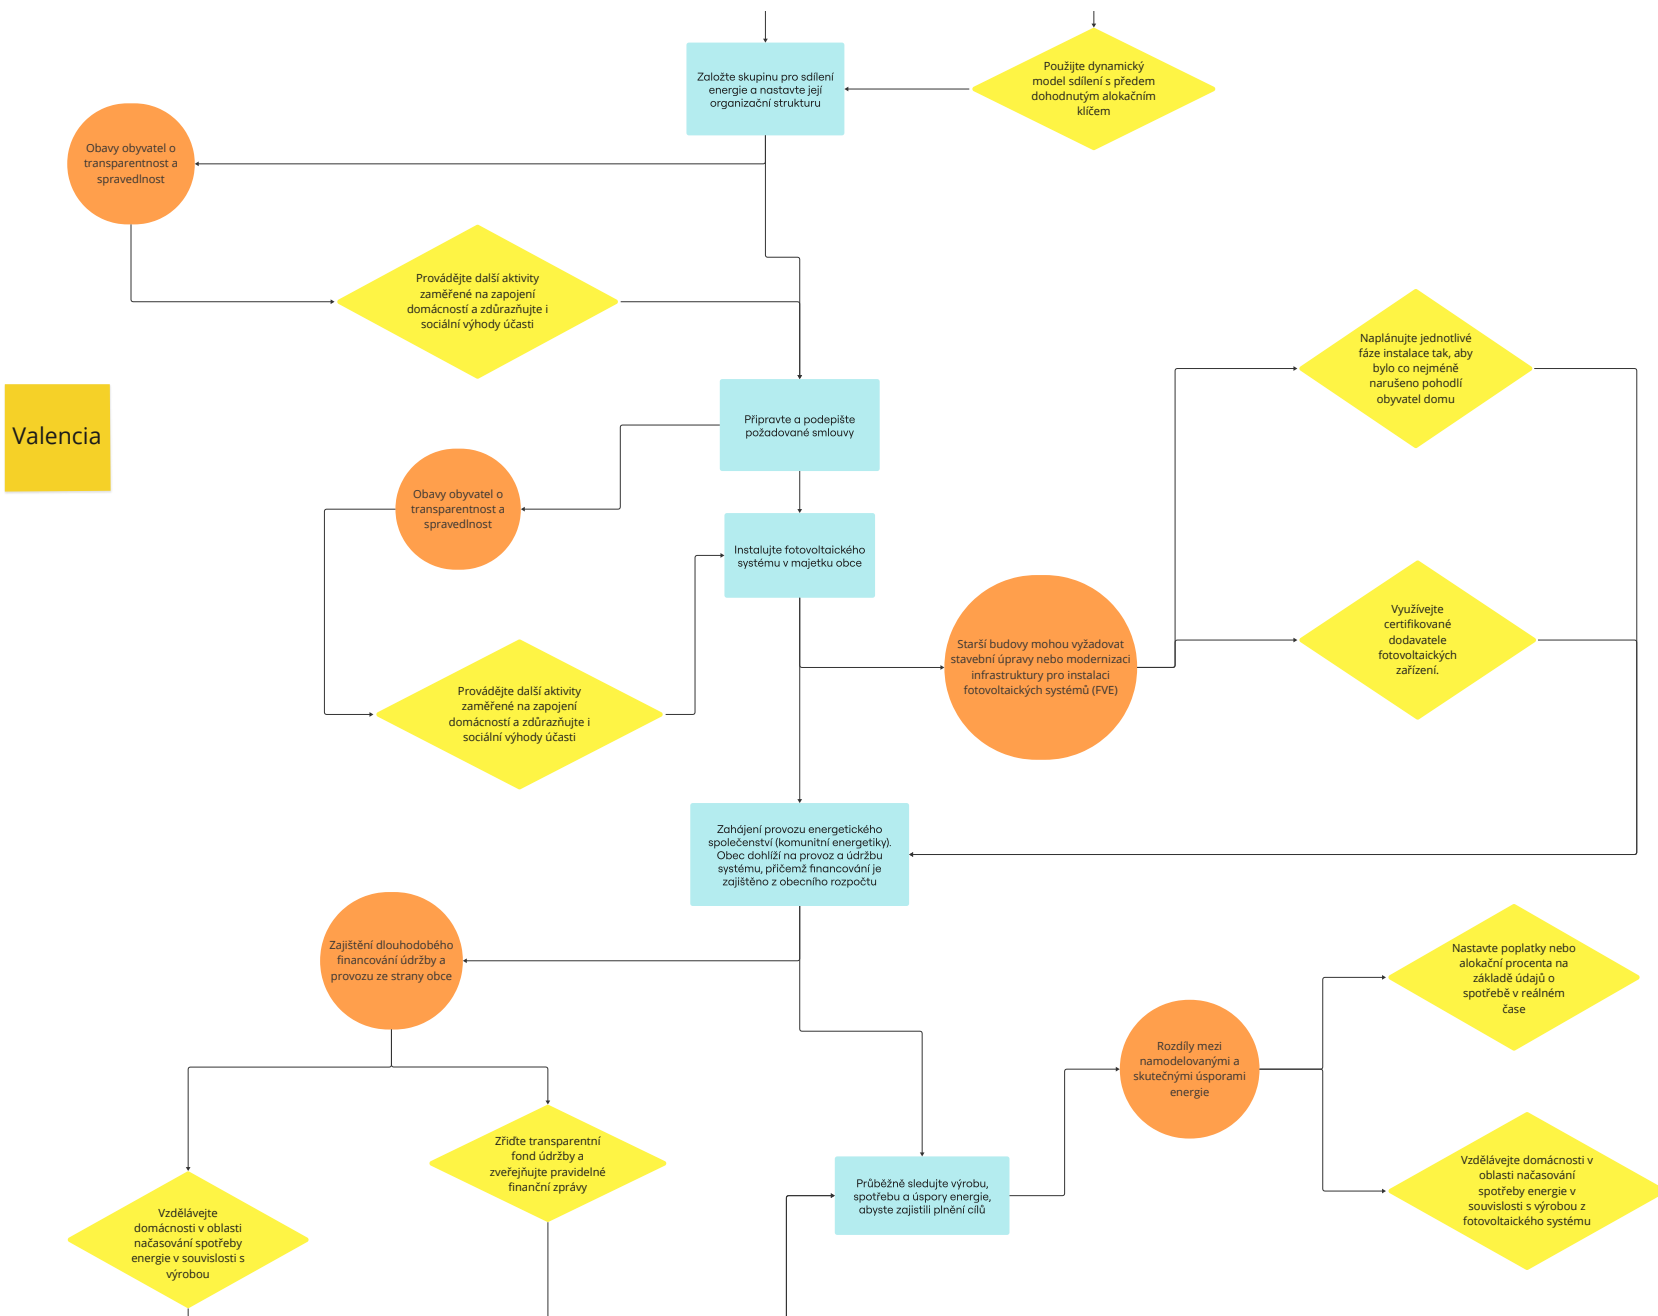 Založte skupinu pro sdílení
energie a nastavte její
organizační strukturu
Použijte dynamický
model sdílení s předem
dohodnutým alokačním
klíčem
Obavy obyvatel o
transparentnost a
spravedlnost
Provádějte další aktivity
zaměřené na zapojení
domácností a zdůrazňujte i
sociální výhody účasti
Naplánujte jednotlivé
fáze instalace tak, aby
bylo co nejméně
narušeno pohodlí
obyvatel domu
Valencia
Připravte a podepište
požadované smlouvy
Obavy obyvatel o
transparentnost a
spravedlnost
Instalujte fotovoltaického
systému v majetku obce
Starší budovy mohou vyžadovat
stavební úpravy nebo modernizaci
infrastruktury pro instalaci
fotovoltaických systémů (FVE)
Využívejte
certifikované
dodavatele
fotovoltaických
zařízení.
Provádějte další aktivity
zaměřené na zapojení
domácností a zdůrazňujte i
sociální výhody účasti
Zahájení provozu energetického
společenství (komunitní energetiky).
Obec dohlíží na provoz a údržbu
systému, přičemž financování je
zajištěno z obecního rozpočtu
Zajištění dlouhodobého
financování údržby a
provozu ze strany obce
Nastavte poplatky nebo
alokační procenta na
základě údajů o
spotřebě v reálném
čase
Rozdíly mezi
namodelovanými a
skutečnými úsporami
energie
Zřiďte transparentní
fond údržby a
zveřejňujte pravidelné
finanční zprávy
Průběžně sledujte výrobu,
spotřebu a úspory energie,
abyste zajistili plnění cílů
Vzdělávejte domácnosti v
oblasti načasování
spotřeby energie v
souvislosti s výrobou z
fotovoltaického systému
Vzdělávejte
domácnosti v oblasti
načasování spotřeby
energie v souvislosti s
výrobou